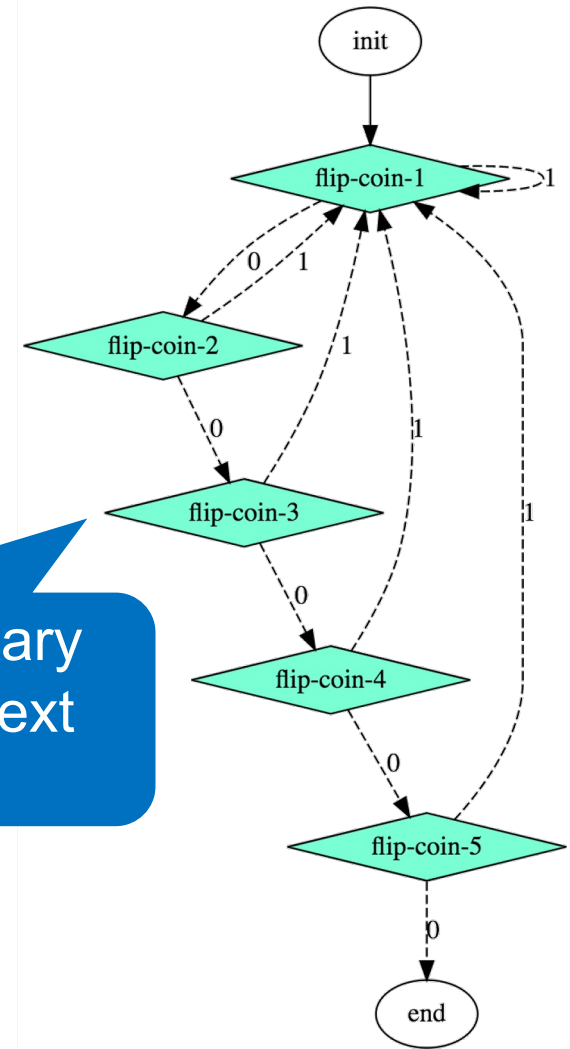 init
flip-coin-1
1
0
1
flip-coin-2
1
0
flip-coin-3
1
1
0
ary
ext
flip-coin-4
0
flip-coin-5
0
end